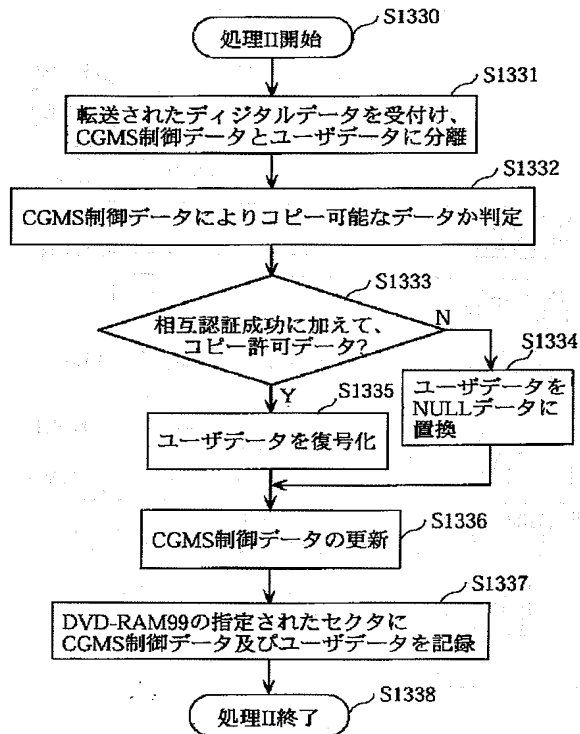 S1330
処理II開始
S1331
転送されたディジタルデータを受付け、
CGMS制御データとユーザデータに分離
S1332
CGMS制御データによりコピー可能なデータか判定
S1333
相互認証成功に加えて、
コピー許可データ?
N
S1334
ユーザデータを
NULLデータに
置換
Y
S1335
ユーザデータを復号化
S1336
CGMS制御データの更新
S1337
DVD-RAM99の指定されたセクタに
CGMS制御データ及びユーザデータを記録
S1338
処理II終了